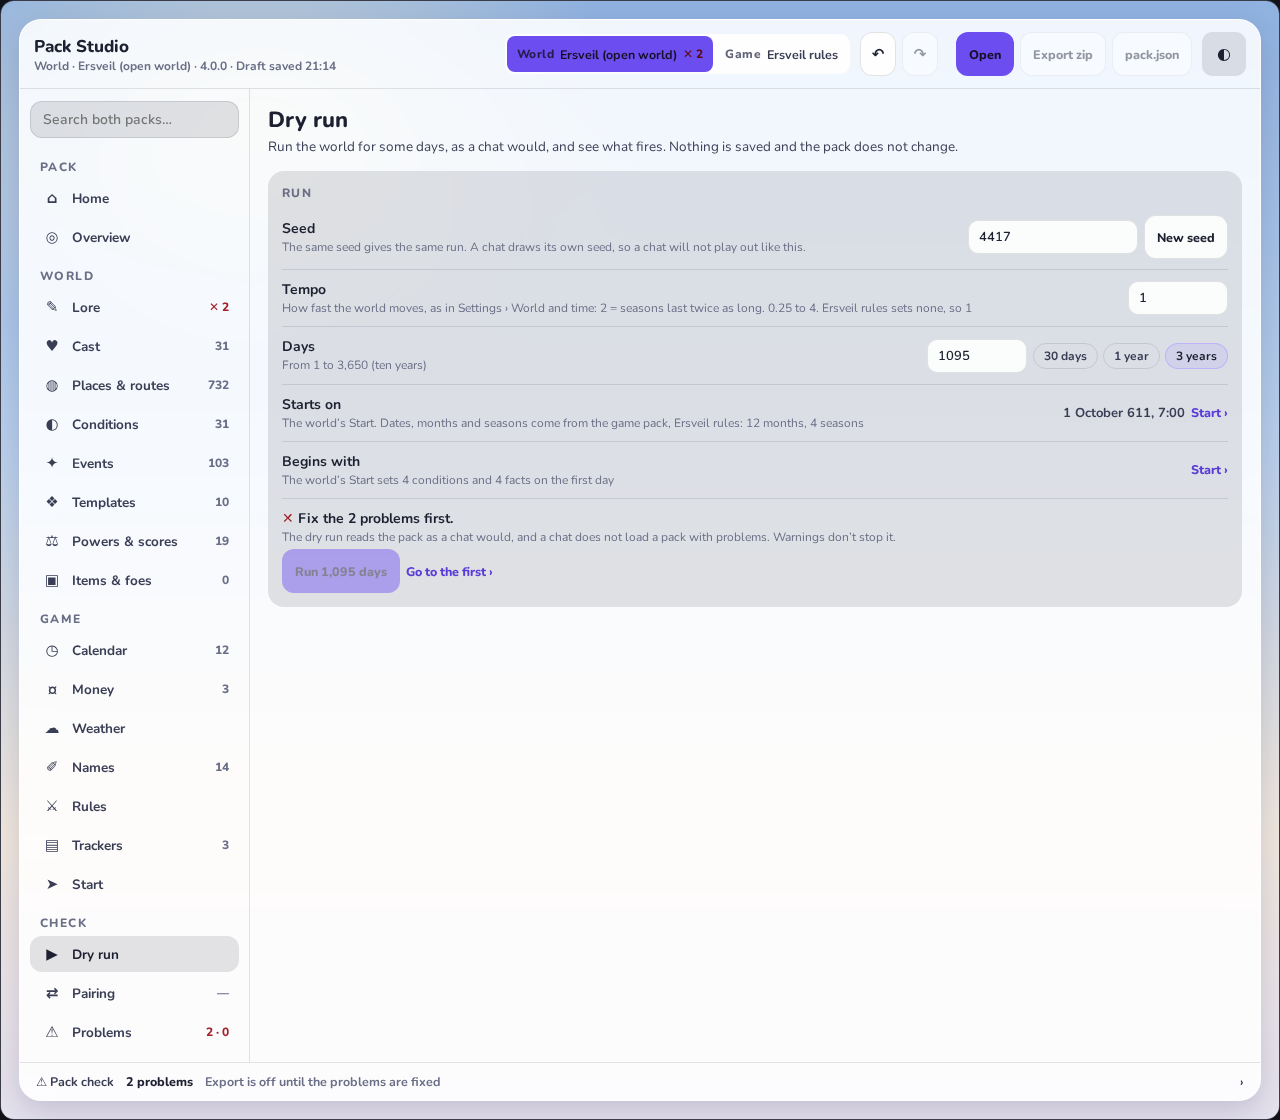 Pack Studio
World · Ersveil (open world) · 4.0.0 · Draft saved 21:14
World Ersveil (open world) × 2
Game Ersveil rules
Open
Export zip
pack.json
Search both packs…
PACK
Home
Overview
WORLD
Lore × 2
Cast 31
Places & routes 732
Conditions 31
Events 103
Templates 10
Powers & scores 19
Items & foes 0
GAME
Calendar 12
Money 3
Weather
Names 14
Rules
Trackers 3
Start
CHECK
Dry run
Pairing —
Problems 2 · 0
Dry run
Run the world for some days, as a chat would, and see what fires. Nothing is saved and the pack does not change.
RUN
Seed
The same seed gives the same run. A chat draws its own seed, so a chat will not play out like this.
4417 New seed
Tempo
How fast the world moves, as in Settings › World and time: 2 = seasons last twice as long. 0.25 to 4. Ersveil rules sets none, so 1
1
Days
From 1 to 3,650 (ten years)
1095 30 days 1 year 3 years
Starts on
The world’s Start. Dates, months and seasons come from the game pack, Ersveil rules: 12 months, 4 seasons
1 October 611, 7:00 Start ›
Begins with
The world’s Start sets 4 conditions and 4 facts on the first day
Start ›
× Fix the 2 problems first.
The dry run reads the pack as a chat would, and a chat does not load a pack with problems. Warnings don’t stop it.
Run 1,095 days Go to the first ›
⚠ Pack check 2 problems Export is off until the problems are fixed ›